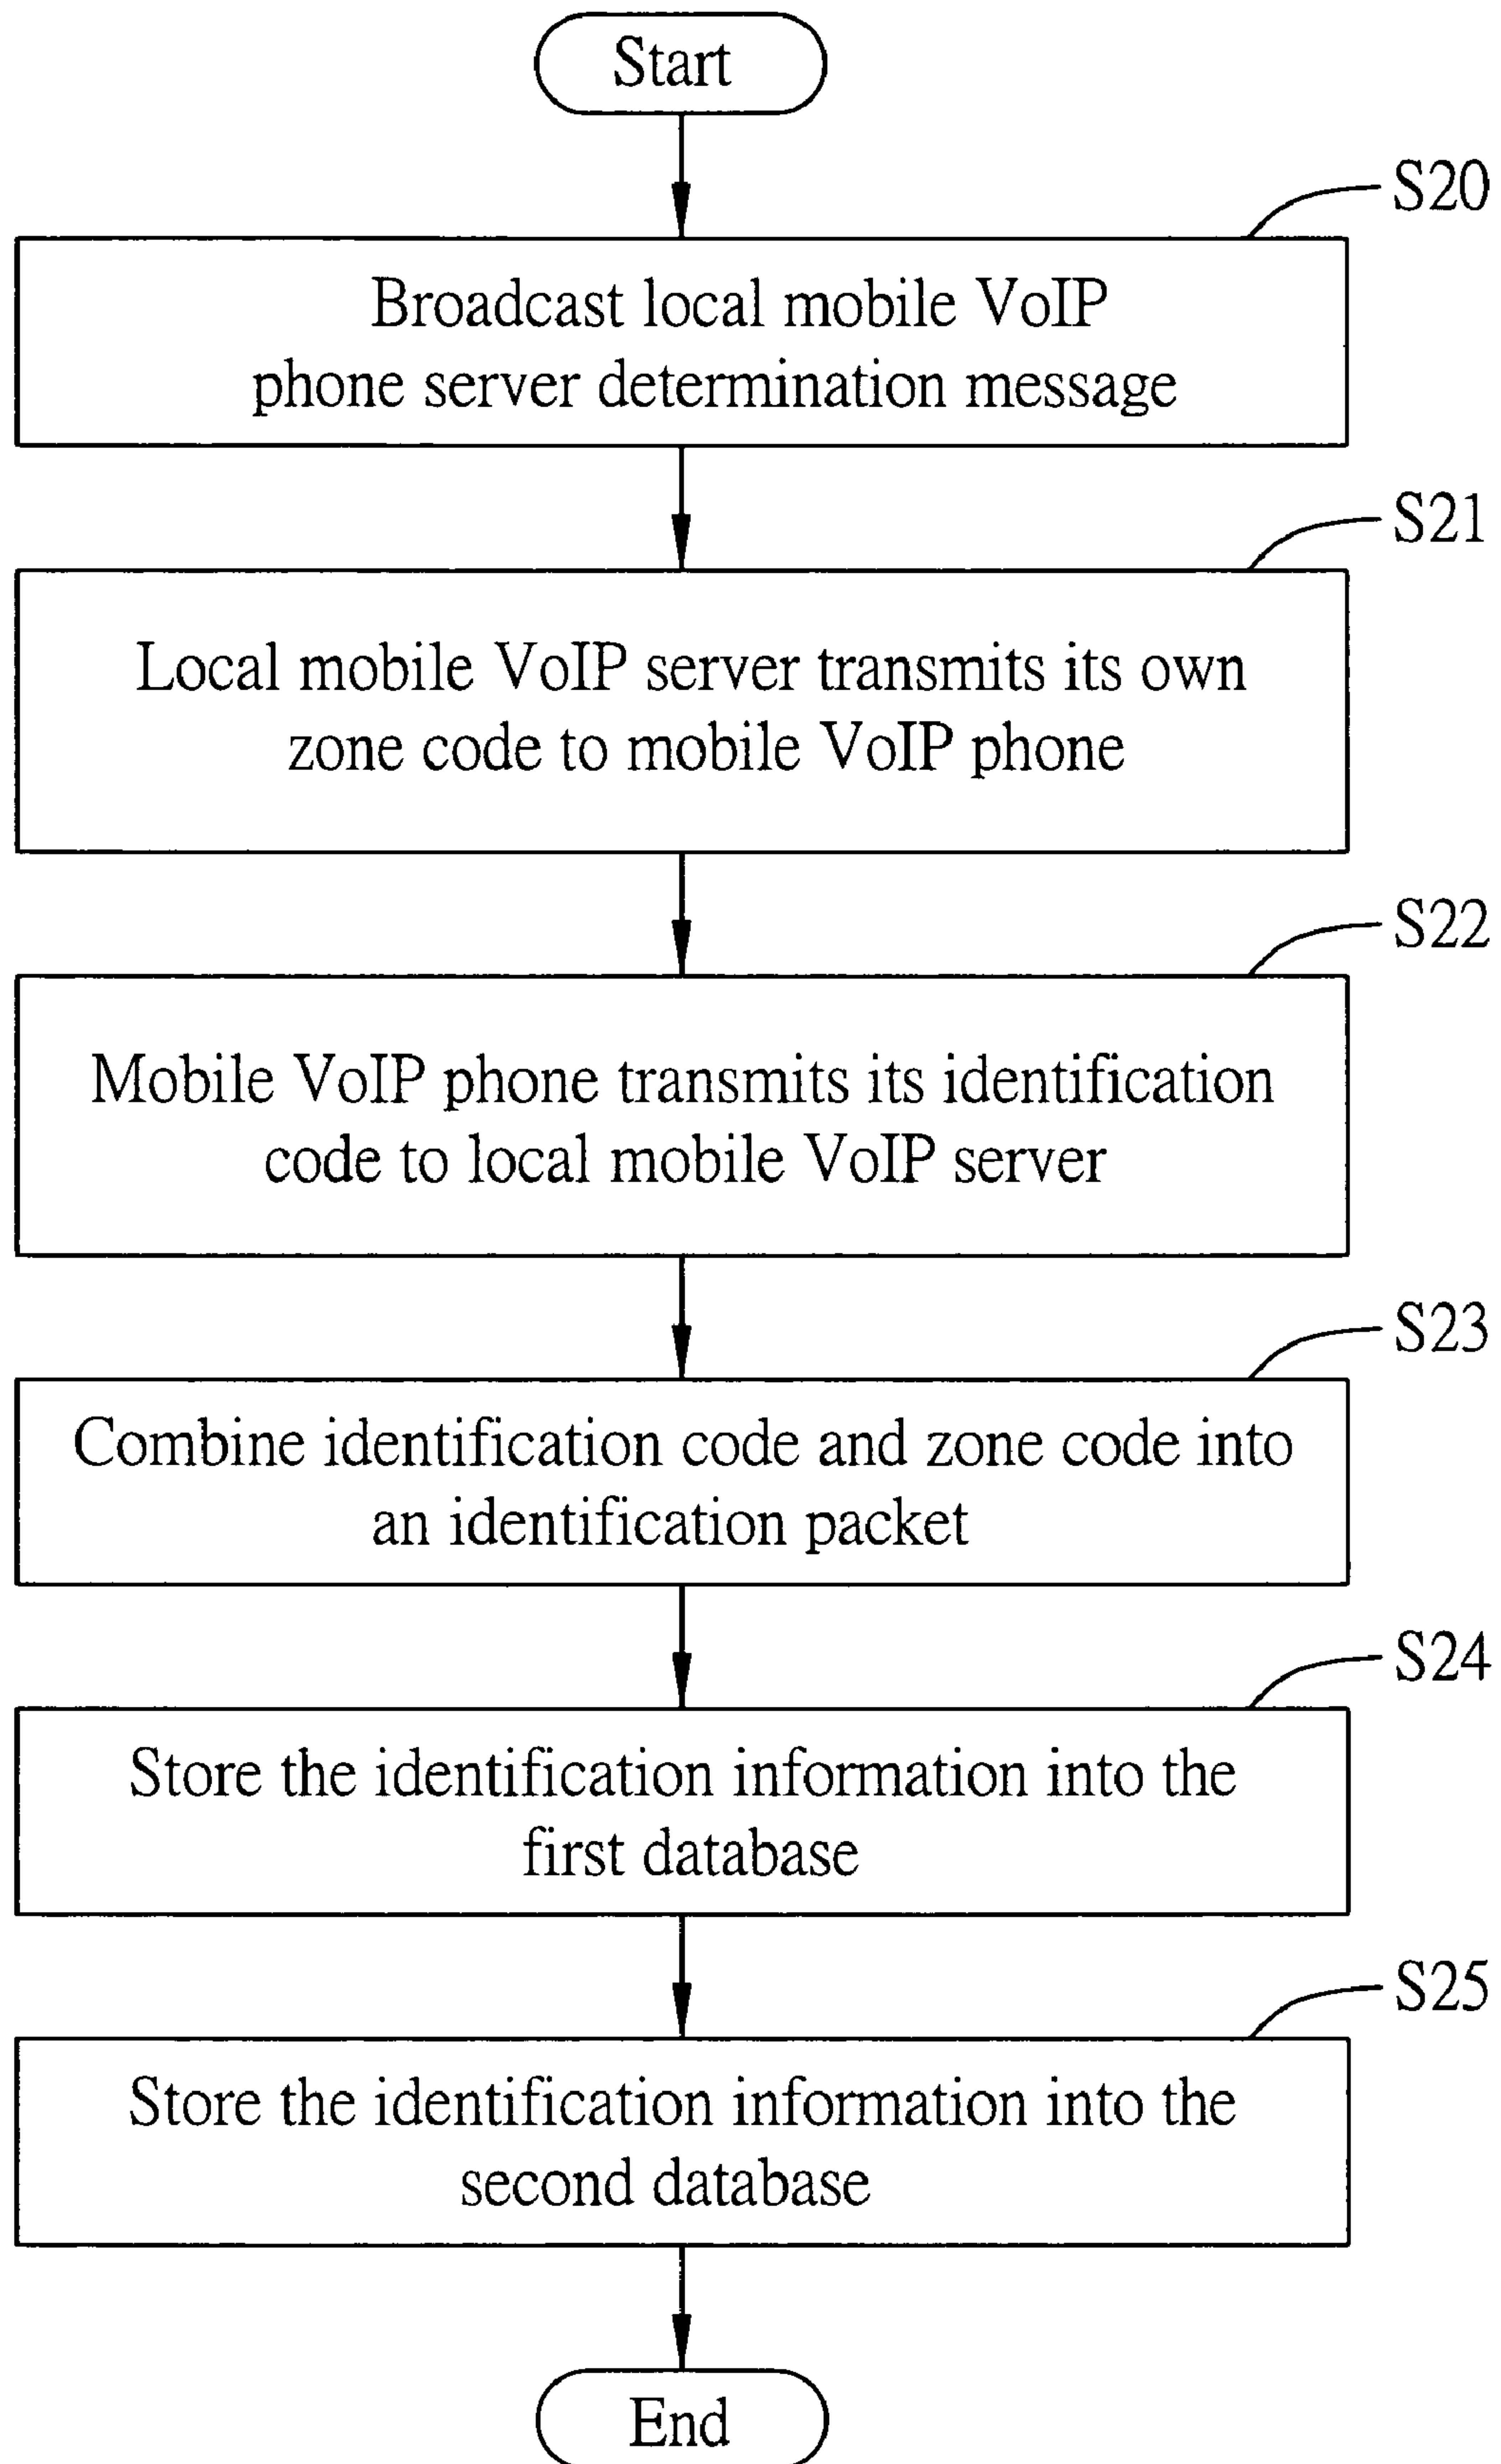 Start
S20
Broadcast local mobile VoIP
phone server determination message
S21
Local mobile VoIP server transmits its own
zone code to mobile VoIP phone
S22
Mobile VoIP phone transmits its identification
code to local mobile VoIP server
S23
Combine identification code and zone code into
an identification packet
S24
Store the identification information into the
first database
S25
Store the identification information into the
second database
End